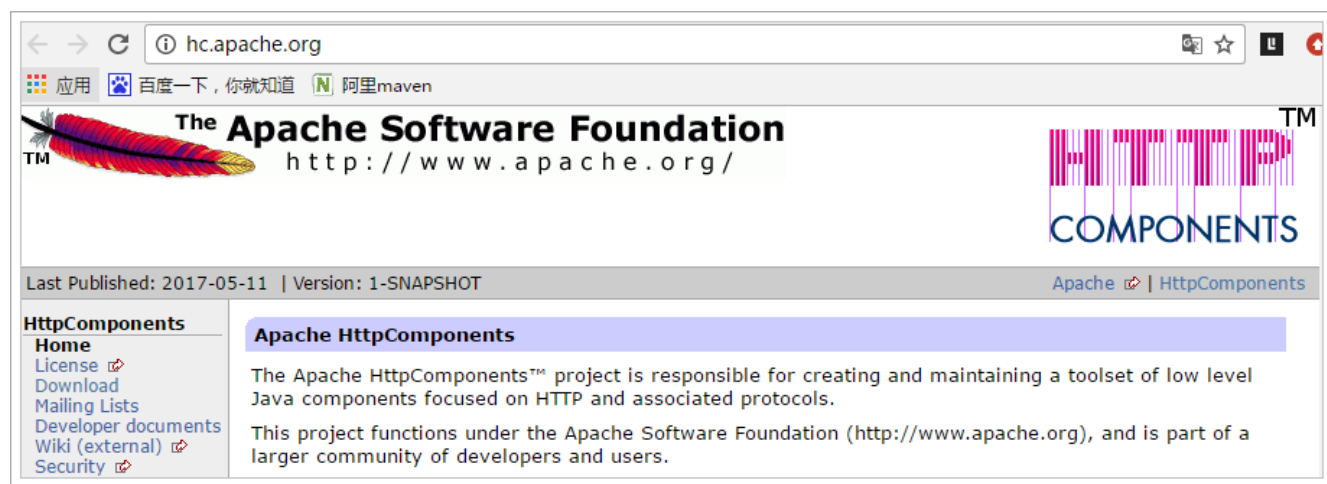 hc.apache.org
应用 百度一下，你就知道 阿里maven
The Apache Software Foundation
TM
http://www.apache.org/
TM
HTTP
COMPONENTS
Last Published: 2017-05-11 | Version: 1-SNAPSHOT
Apache | HttpComponents
HttpComponents
Home
License
Download
Mailing Lists
Developer documents
Wiki (external)
Security
Apache HttpComponents
The Apache HttpComponents™ project is responsible for creating and maintaining a toolset of low level
Java components focused on HTTP and associated protocols.
This project functions under the Apache Software Foundation (http://www.apache.org), and is part of a
larger community of developers and users.